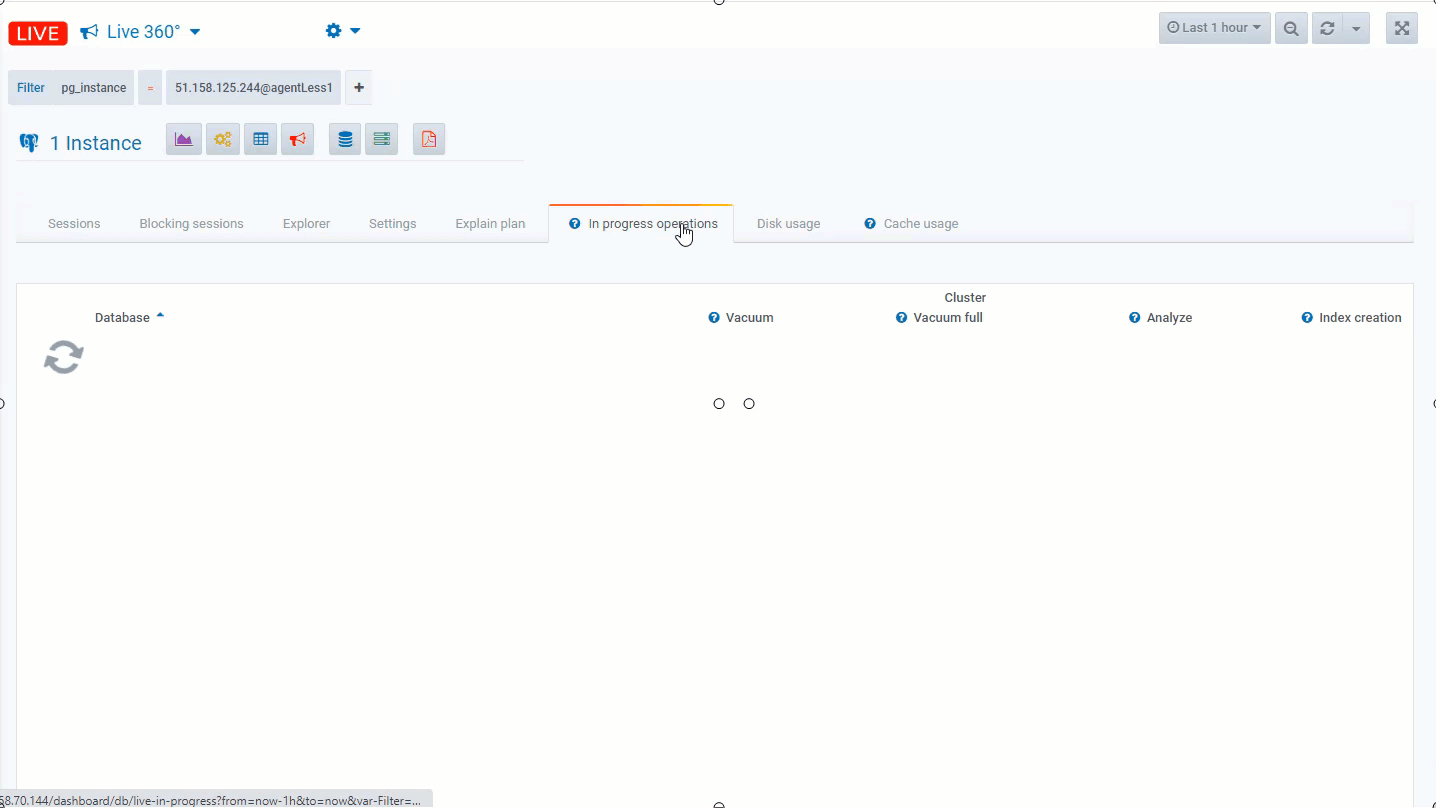 LIVE Live 360° Last 1 hour
Filter pg_instance = 51.158.125.244@agentLess1 +
1 Instance
Sessions Blocking sessions Explorer Settings Explain plan ? In progress operations Disk usage ? Cache usage
Cluster
Database ? Vacuum ? Vacuum full ? Analyze ? Index creation
58.70.144/dashboard/db/live-in-progress?from=now-1h&to=now&var-Filter=...